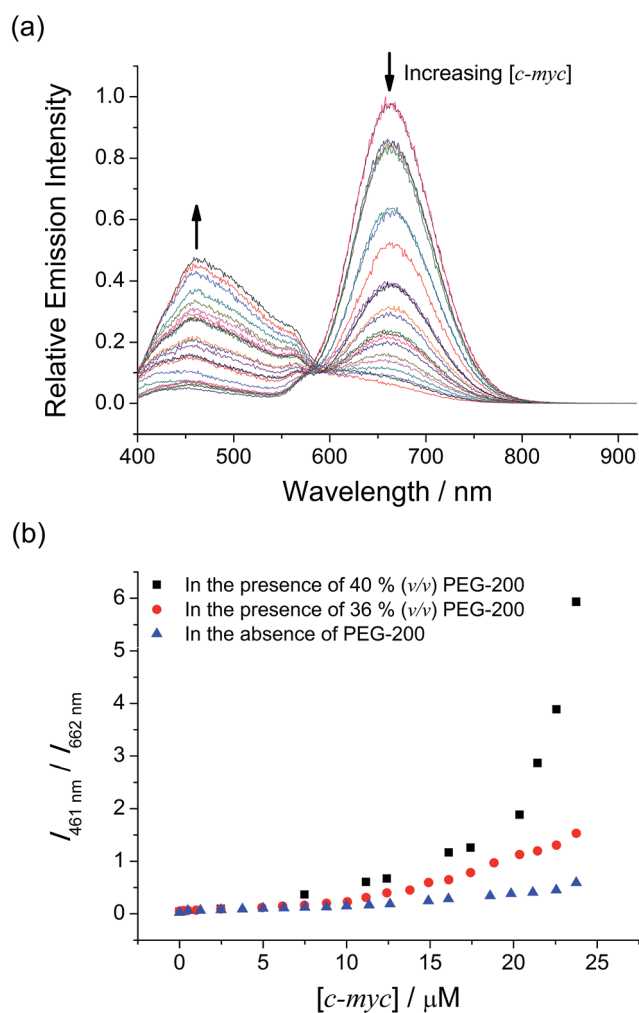 (a)
Increasing [c-myc]
Relative Emission Intensity
1.0
0.8
0.6
0.4
0.2
0.0
400 500 600 700 800 900
Wavelength / nm
(b)
In the presence of 40 % (v/v) PEG-200
In the presence of 36 % (v/v) PEG-200
In the absence of PEG-200
I461 nm / I662 nm
6
5
4
3
2
1
0
0 5 10 15 20 25
[c-myc] / μM